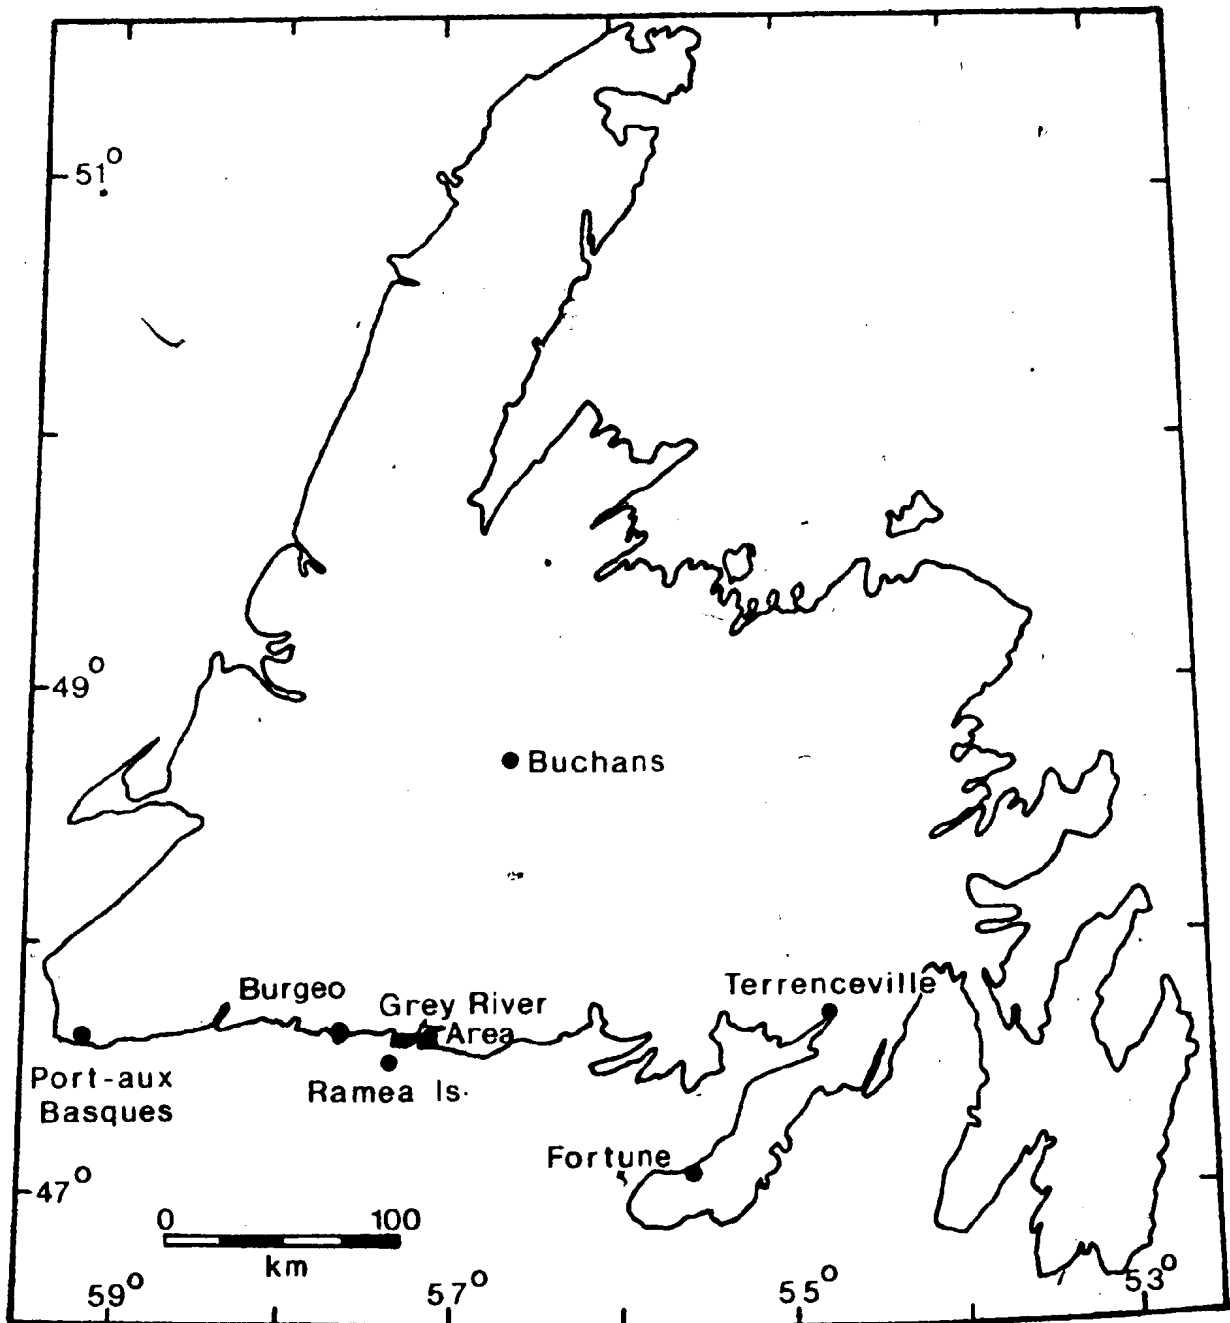 51°
49°
Buchans
Burgeo
Grey River
Area
Terrenceville
Port-aux
Basques
Ramea Is.
Fortune
47°
0 100
km
59° 57° 55° 53°